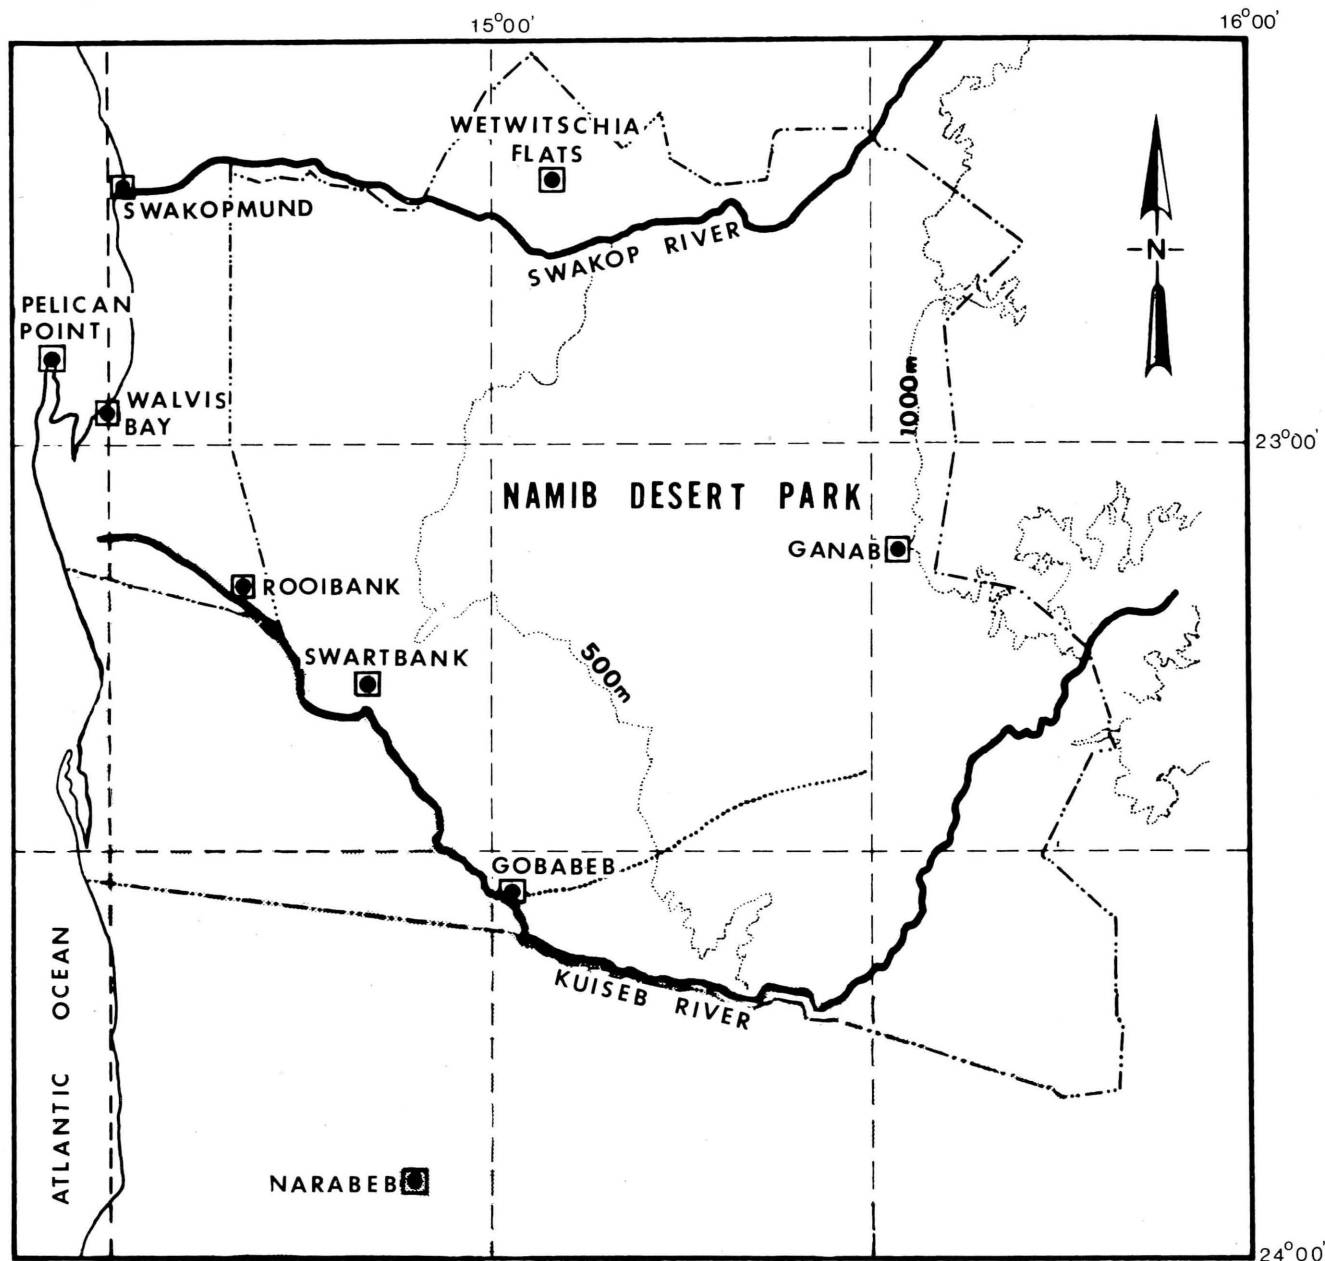 15°00'
16°00'
WETWITSCHIA
FLATS
SWAKOPMUND
SWAKOP RIVER
N
PELICAN
POINT
WALVIS
BAY
1000m
23°00'
NAMIB DESERT PARK
GANAB
ROOIBANK
SWARTBANK
500m
GOBABEB
KUISEB RIVER
ATLANTIC OCEAN
NARABEB
24°00'